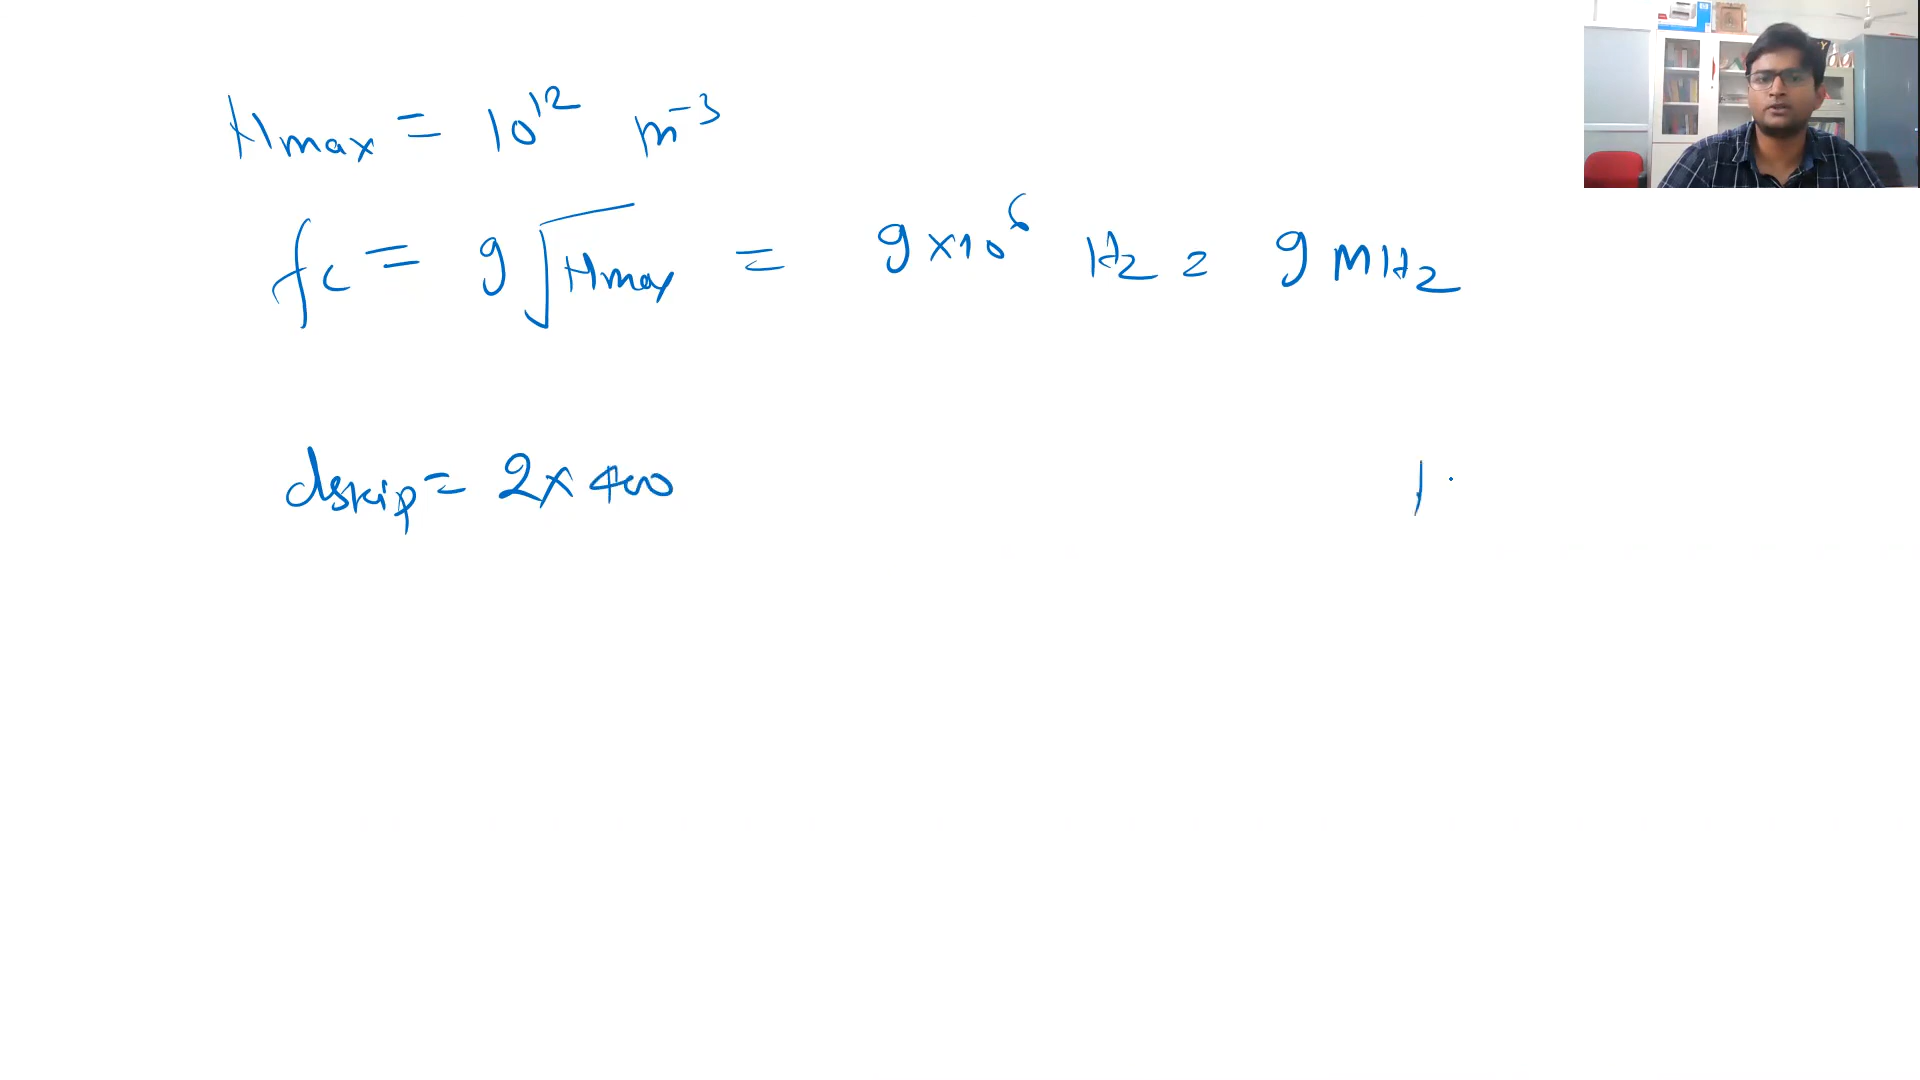 Nmax = 10^12 m^-3
fc = 9√Nmax = 9×10^6 Hz = 9 MHz
dskip = 2×400